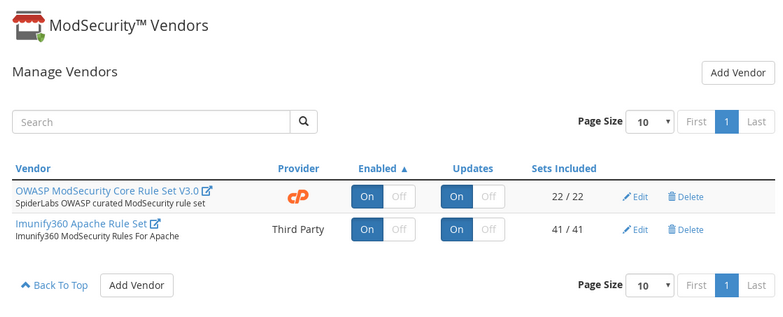 ModSecurity™ Vendors
Manage Vendors
Add Vendor
Search
Page Size 10 First 1 Last
Vendor Provider Enabled ▲ Updates Sets Included
OWASP ModSecurity Core Rule Set V3.0 cP On Off On Off 22 / 22 Edit Delete
SpiderLabs OWASP curated ModSecurity rule set
Imunify360 Apache Rule Set Third Party On Off On Off 41 / 41 Edit Delete
Imunify360 ModSecurity Rules For Apache
Back To Top Add Vendor Page Size 10 First 1 Last